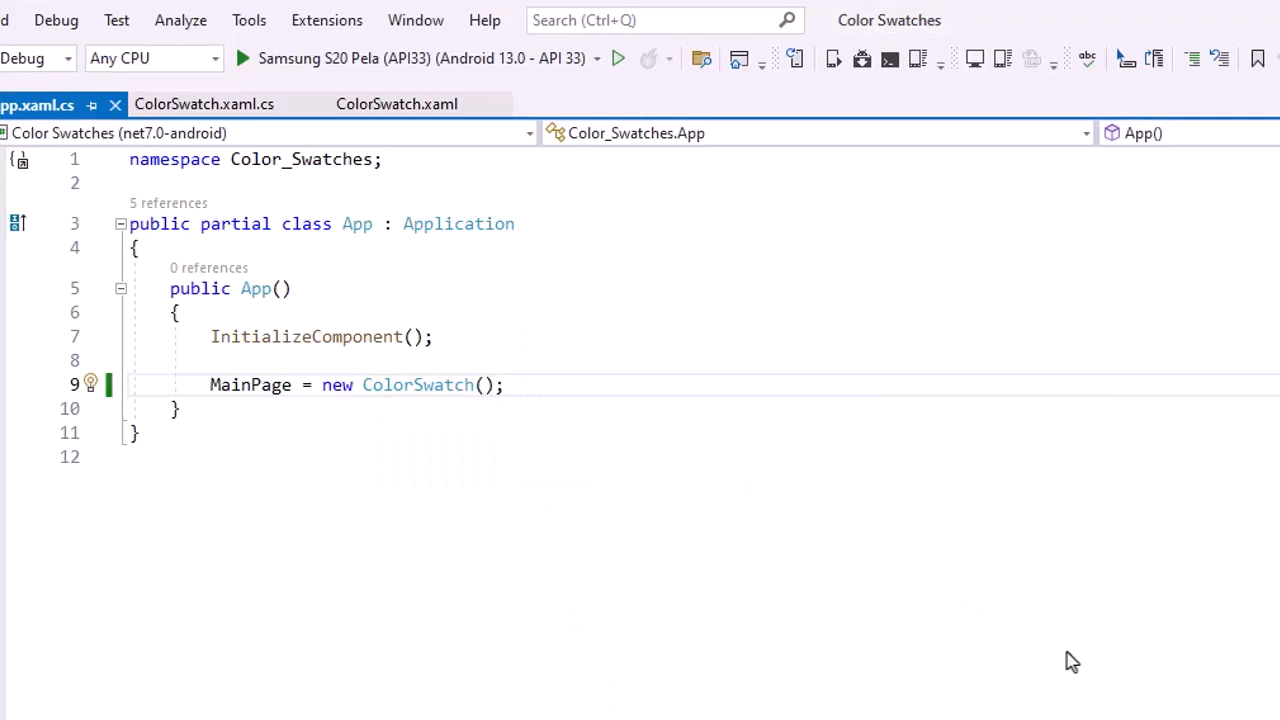 d Debug Test Analyze Tools Extensions Window Help Search (Ctrl+Q) Color Swatches
Debug Any CPU Samsung S20 Pela (API33) (Android 13.0 - API 33)
pp.xaml.cs ColorSwatch.xaml.cs ColorSwatch.xaml
Color Swatches (net7.0-android) Color_Swatches.App App()
1 namespace Color_Swatches;
2
5 references
3 public partial class App : Application
4 {
0 references
5 public App()
6 {
7 InitializeComponent();
8
9 MainPage = new ColorSwatch();
10 }
11 }
12